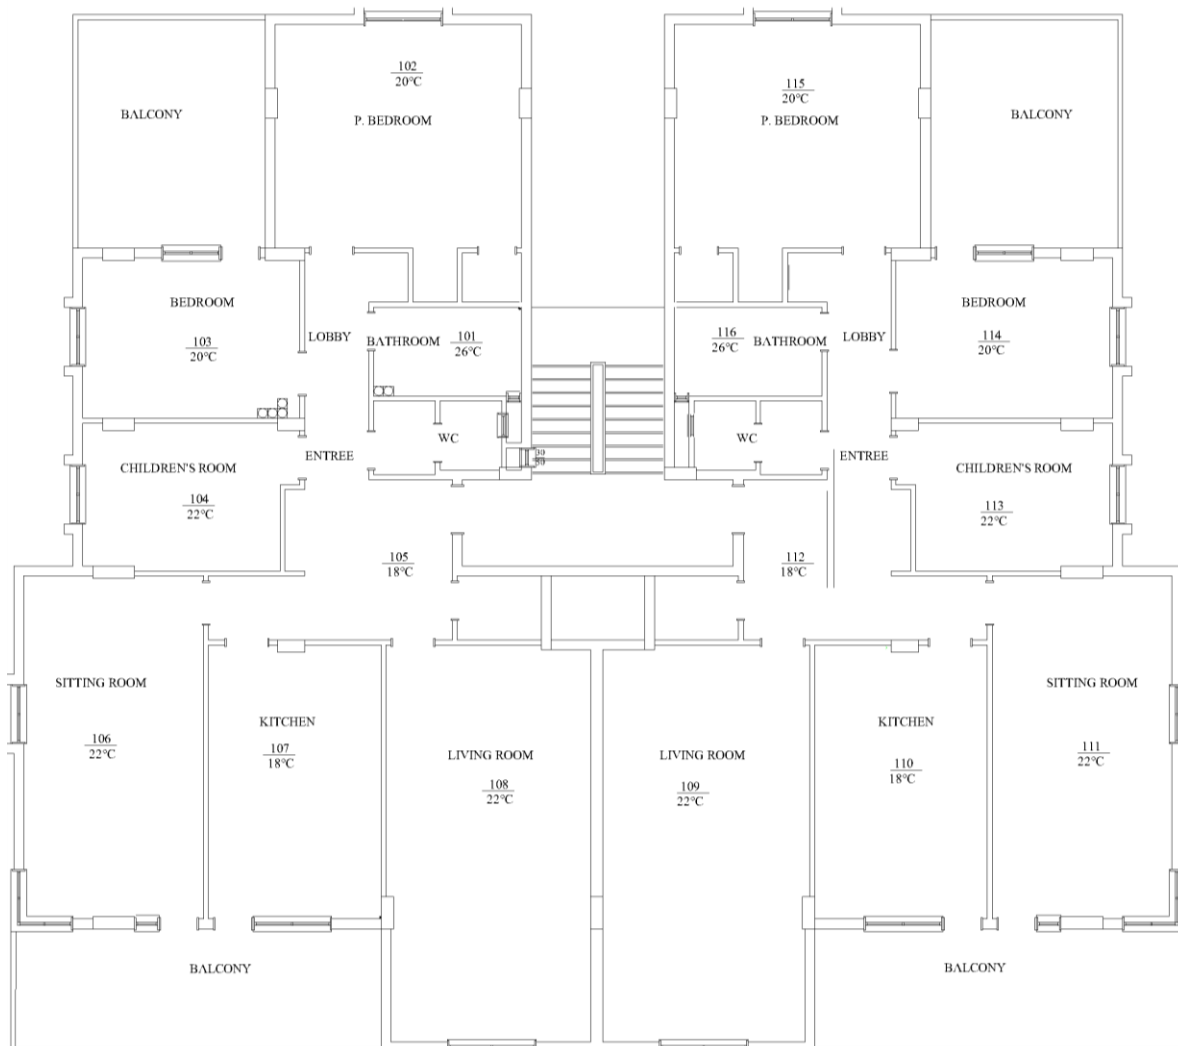 102
20°C
115
20°C
BALCONY
P. BEDROOM
P. BEDROOM
BALCONY
BEDROOM
BEDROOM
103
20°C
LOBBY
BATHROOM
101
26°C
116
26°C
BATHROOM
LOBBY
114
20°C
WC
WC
ENTREE
ENTREE
CHILDREN'S ROOM
CHILDREN'S ROOM
104
22°C
113
22°C
105
18°C
112
18°C
SITTING ROOM
SITTING ROOM
KITCHEN
KITCHEN
106
22°C
107
18°C
LIVING ROOM
LIVING ROOM
110
18°C
111
22°C
108
22°C
109
22°C
BALCONY
BALCONY